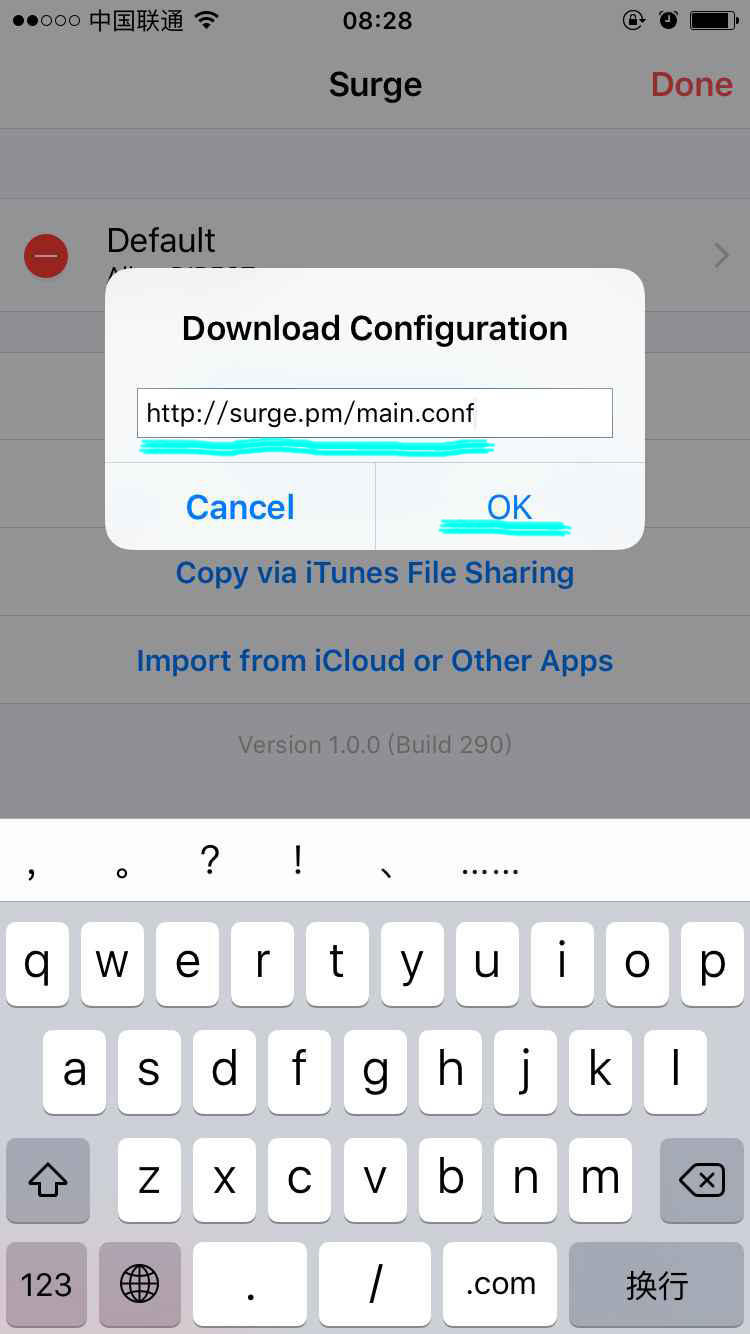 中国联通 08:28
Surge Done
Default
Download Configuration
http://surge.pm/main.conf
Cancel OK
Copy via iTunes File Sharing
Import from iCloud or Other Apps
Version 1.0.0 (Build 290)
, 。 ? ! 、 ……
q w e r t y u i o p
a s d f g h j k l
z x c v b n m
123 . / .com 换行